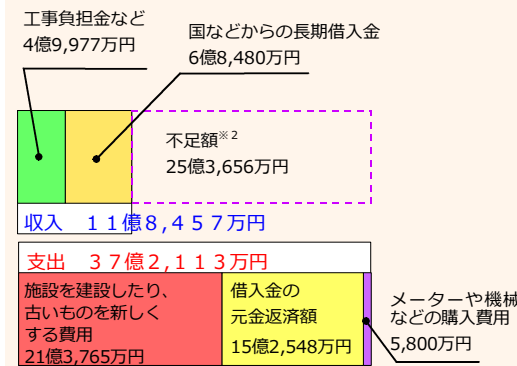 工事負担金など
4億9,977万円
国などからの長期借入金
6億8,480万円
不足額※2
25億3,656万円
収入　１１億８,４５７万円
支出　３７億２,１１３万円
施設を建設したり、
古いものを新しく
する費用
21億3,765万円
借入金の
元金返済額
15億2,548万円
メーターや機械
などの購入費用
5,800万円